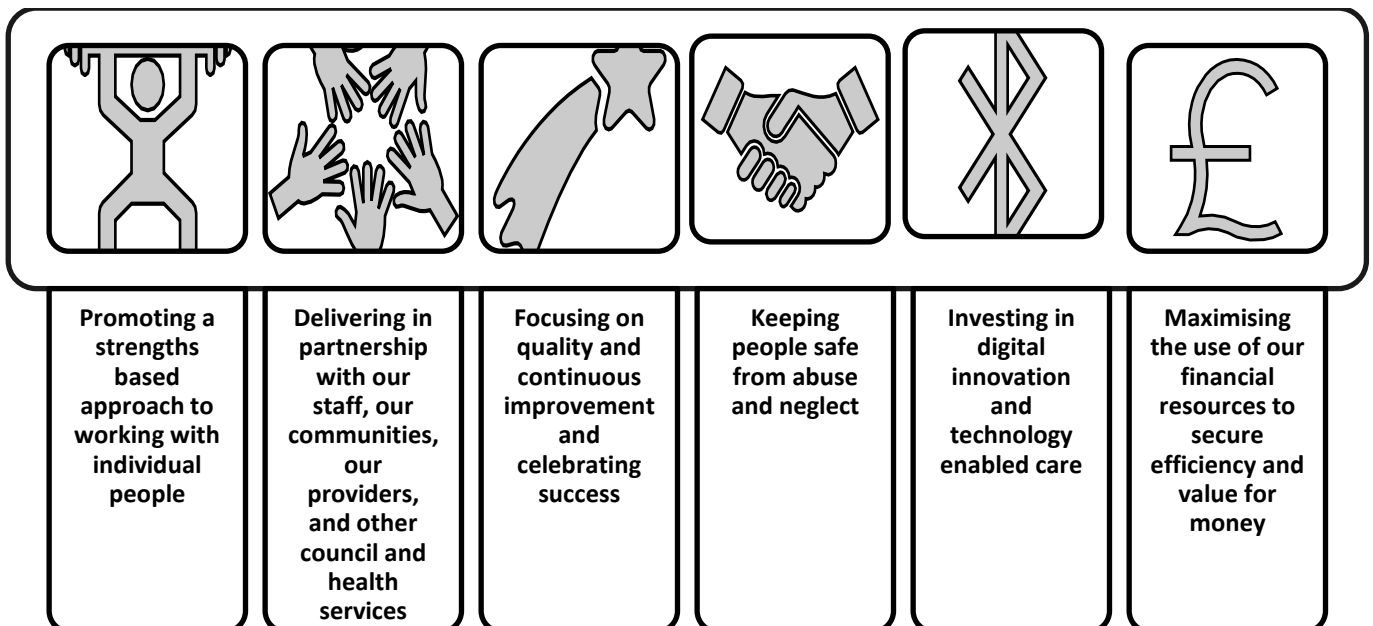 Promoting a
strengths
based
approach to
working with
individual
people
Delivering in
partnership
with our
staff, our
communities,
our
providers,
and other
council and
health
services
Focusing on
quality and
continuous
improvement
and
celebrating
success
Keeping
people safe
from abuse
and neglect
Investing in
digital
innovation
and
technology
enabled care
Maximising
the use of our
financial
resources to
secure
efficiency and
value for
money